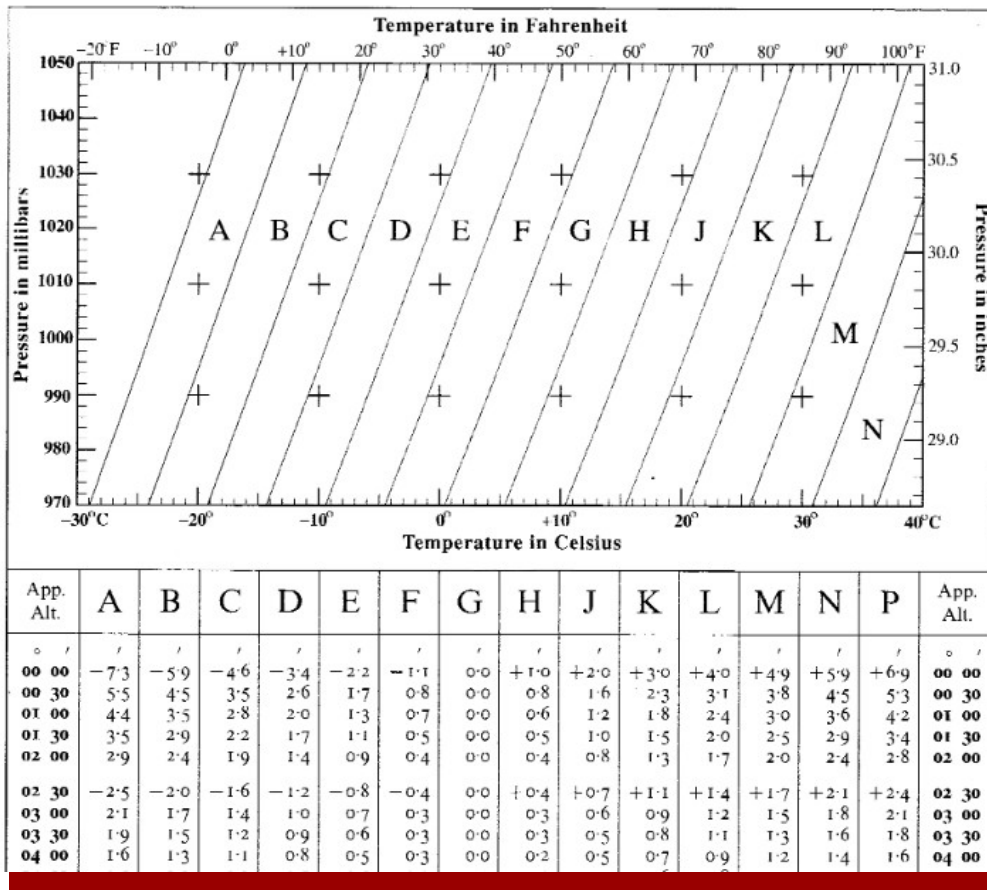 Temperature in Fahrenheit
−20°F −10° 0° +10° 20° 30° 40° 50° 60° 70° 80° 90° 100°F
1050 31.0
1040
1030 30.5
1020 A B C D E F G H J K L 30.0
1010
1000 M 29.5
990
980 N 29.0
970
Pressure in millibars
Pressure in inches
−30°C −20° −10° 0° +10° 20° 30° 40°C
Temperature in Celsius
App. Alt. A B C D E F G H J K L M N P App. Alt.
° ′ ′ ′ ′ ′ ′ ′ ′ ′ ′ ′ ′ ′ ′ ′ ° ′
00 00 −7·3 −5·9 −4·6 −3·4 −2·2 −1·1 0·0 +1·0 +2·0 +3·0 +4·0 +4·9 +5·9 +6·9 00 00
00 30 5·5 4·5 3·5 2·6 1·7 0·8 0·0 0·8 1·6 2·3 3·1 3·8 4·5 5·3 00 30
01 00 4·4 3·5 2·8 2·0 1·3 0·7 0·0 0·6 1·2 1·8 2·4 3·0 3·6 4·2 01 00
01 30 3·5 2·9 2·2 1·7 1·1 0·5 0·0 0·5 1·0 1·5 2·0 2·5 2·9 3·4 01 30
02 00 2·9 2·4 1·9 1·4 0·9 0·4 0·0 0·4 0·8 1·3 1·7 2·0 2·4 2·8 02 00
02 30 −2·5 −2·0 −1·6 −1·2 −0·8 −0·4 0·0 +0·4 +0·7 +1·1 +1·4 +1·7 +2·1 +2·4 02 30
03 00 2·1 1·7 1·4 1·0 0·7 0·3 0·0 0·3 0·6 0·9 1·2 1·5 1·8 2·1 03 00
03 30 1·9 1·5 1·2 0·9 0·6 0·3 0·0 0·3 0·5 0·8 1·1 1·3 1·6 1·8 03 30
04 00 1·6 1·3 1·1 0·8 0·5 0·3 0·0 0·2 0·5 0·7 0·9 1·2 1·4 1·6 04 00